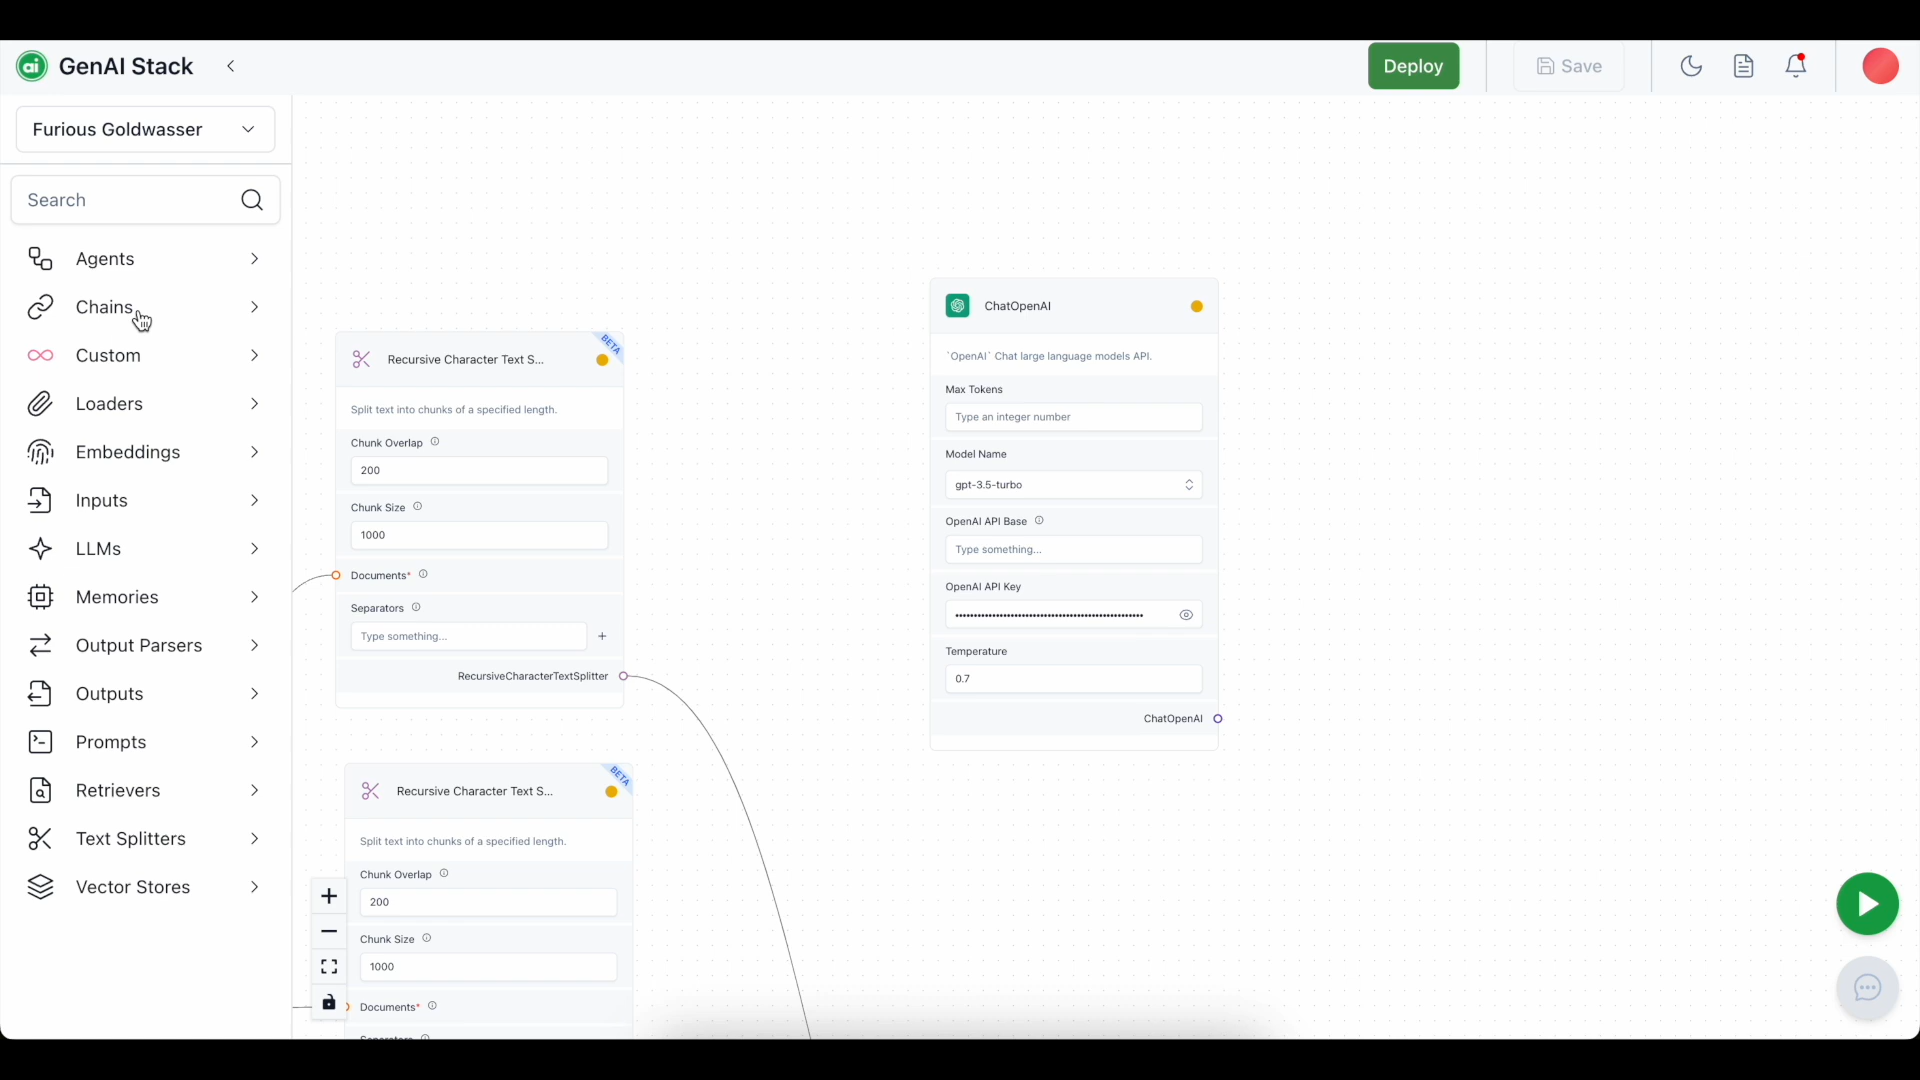 ai GenAI Stack
Deploy
Save
Furious Goldwasser
Search
Agents
Chains
Custom
Loaders
Embeddings
Inputs
LLMs
Memories
Output Parsers
Outputs
Prompts
Retrievers
Text Splitters
Vector Stores
BETA
Recursive Character Text S...
Split text into chunks of a specified length.
Chunk Overlap
200
Chunk Size
1000
Documents*
Separators
Type something...
RecursiveCharacterTextSplitter
BETA
Recursive Character Text S...
Split text into chunks of a specified length.
Chunk Overlap
200
Chunk Size
1000
Documents*
Separators
ChatOpenAI
`OpenAI` Chat large language models API.
Max Tokens
Type an integer number
Model Name
gpt-3.5-turbo
OpenAI API Base
Type something...
OpenAI API Key
Temperature
0.7
ChatOpenAI